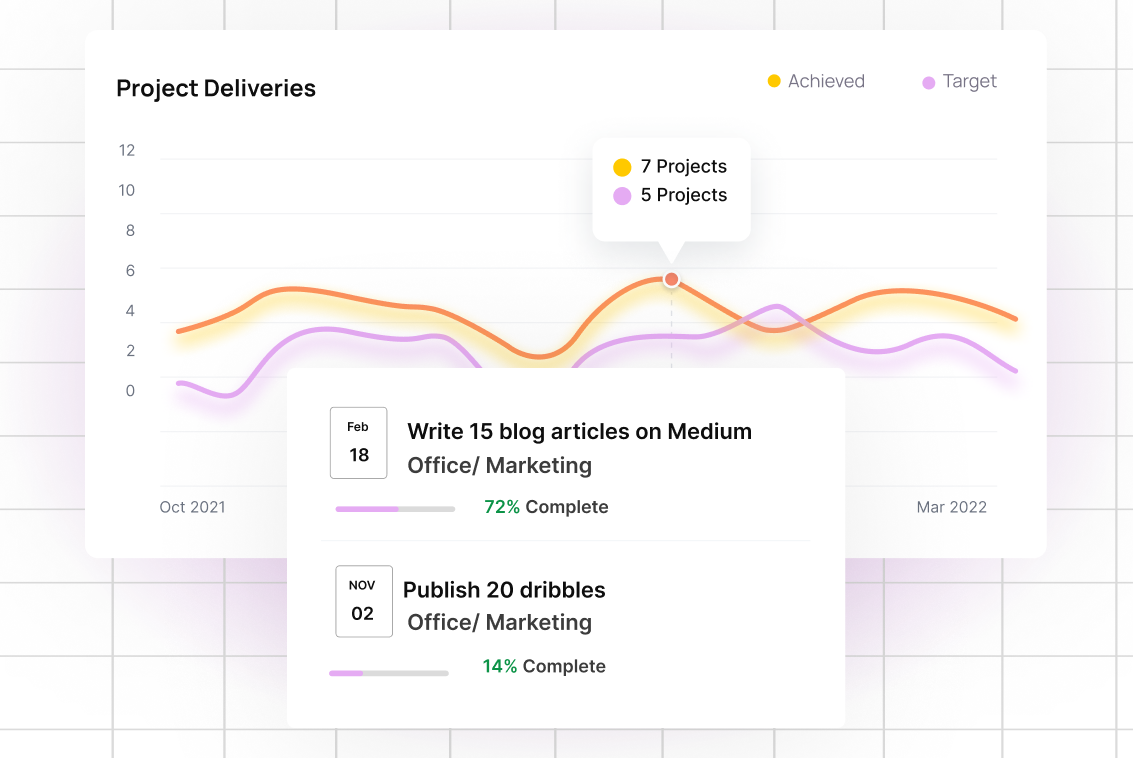 Project Deliveries
Achieved
Target
12
10
8
6
4
2
0
7 Projects
5 Projects
Oct 2021
Mar 2022
Feb
18
Write 15 blog articles on Medium
Office/ Marketing
72% Complete
NOV
02
Publish 20 dribbles
Office/ Marketing
14% Complete